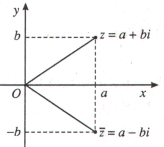 y
b
z = a + bi
O
a
x
-b
z̅ = a - bi